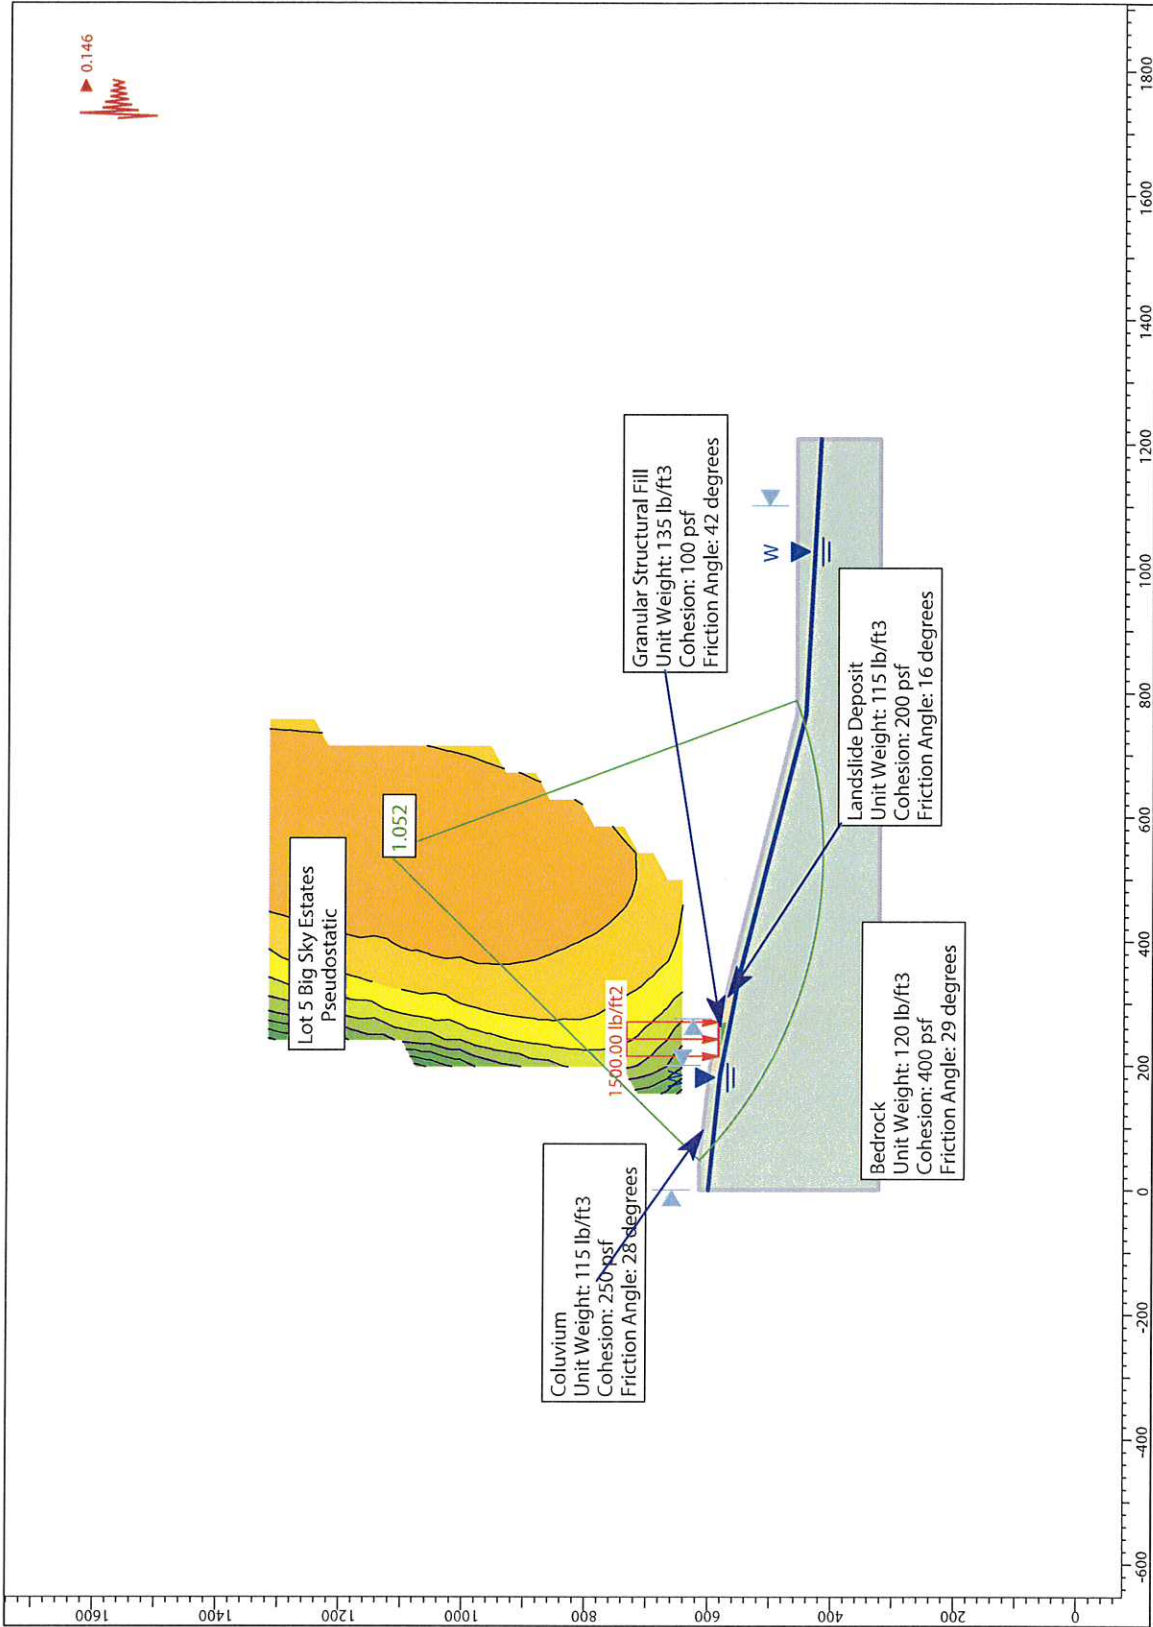 0.146
Lot 5 Big Sky Estates
Pseudostatic
1.052
1500.00 lb/ft2
W
Granular Structural Fill
Unit Weight: 135 lb/ft3
Cohesion: 100 psf
Friction Angle: 42 degrees
W
Coluvium
Unit Weight: 115 lb/ft3
Cohesion: 250 psf
Friction Angle: 28 degrees
Landslide Deposit
Unit Weight: 115 lb/ft3
Cohesion: 200 psf
Friction Angle: 16 degrees
Bedrock
Unit Weight: 120 lb/ft3
Cohesion: 400 psf
Friction Angle: 29 degrees
1600
1400
1200
1000
800
600
400
200
0
-600
-400
-200
0
200
400
600
800
1000
1200
1400
1600
1800